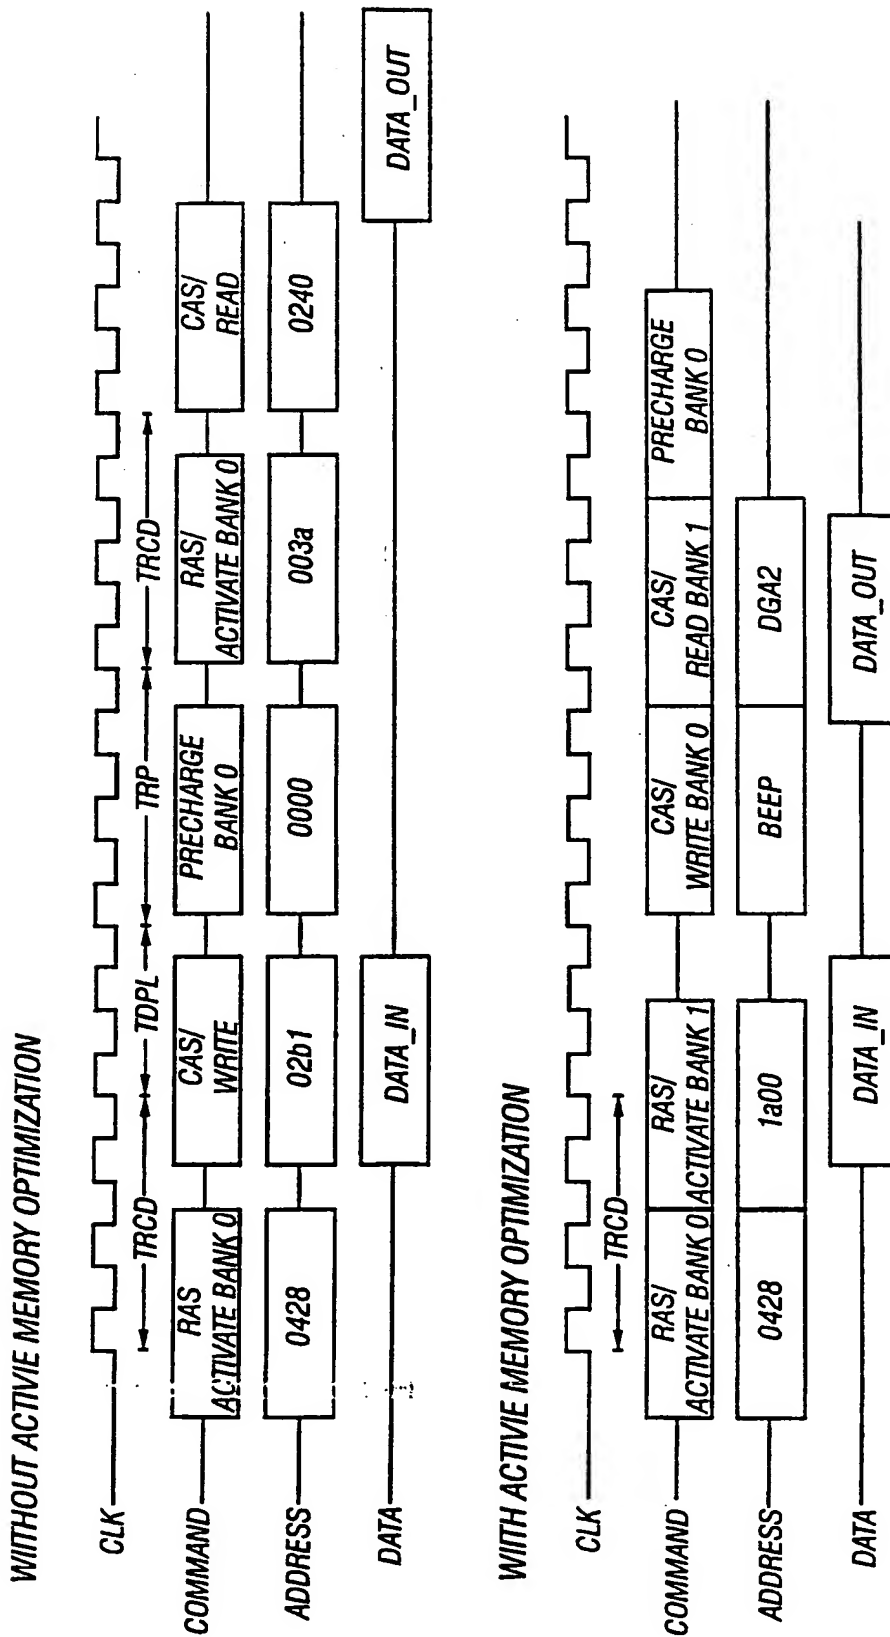 WIITHOUT ACTIVIE MEMORY OPTIMIZATION
CLK
TRCD
TDPL
TRP
TRCD
COMMAND
RAS
ACTIVATE BANK 0
CAS/
WRITE
PRECHARGE
BANK 0
RAS/
ACTIVATE BANK 0
CAS/
READ
ADDRESS
0428
02b1
0000
003a
0240
DATA
DATA_IN
DATA_OUT
WIITH ACTIVIE MEMORY OPTIMIZATION
CLK
TRCD
COMMAND
RAS/
ACTIVATE BANK 0
RAS/
ACTIVATE BANK 1
CAS/
WRITE BANK 0
CAS/
READ BANK 1
PRECHARGE
BANK 0
ADDRESS
0428
1a00
BEEP
DGA2
DATA
DATA_IN
DATA_OUT